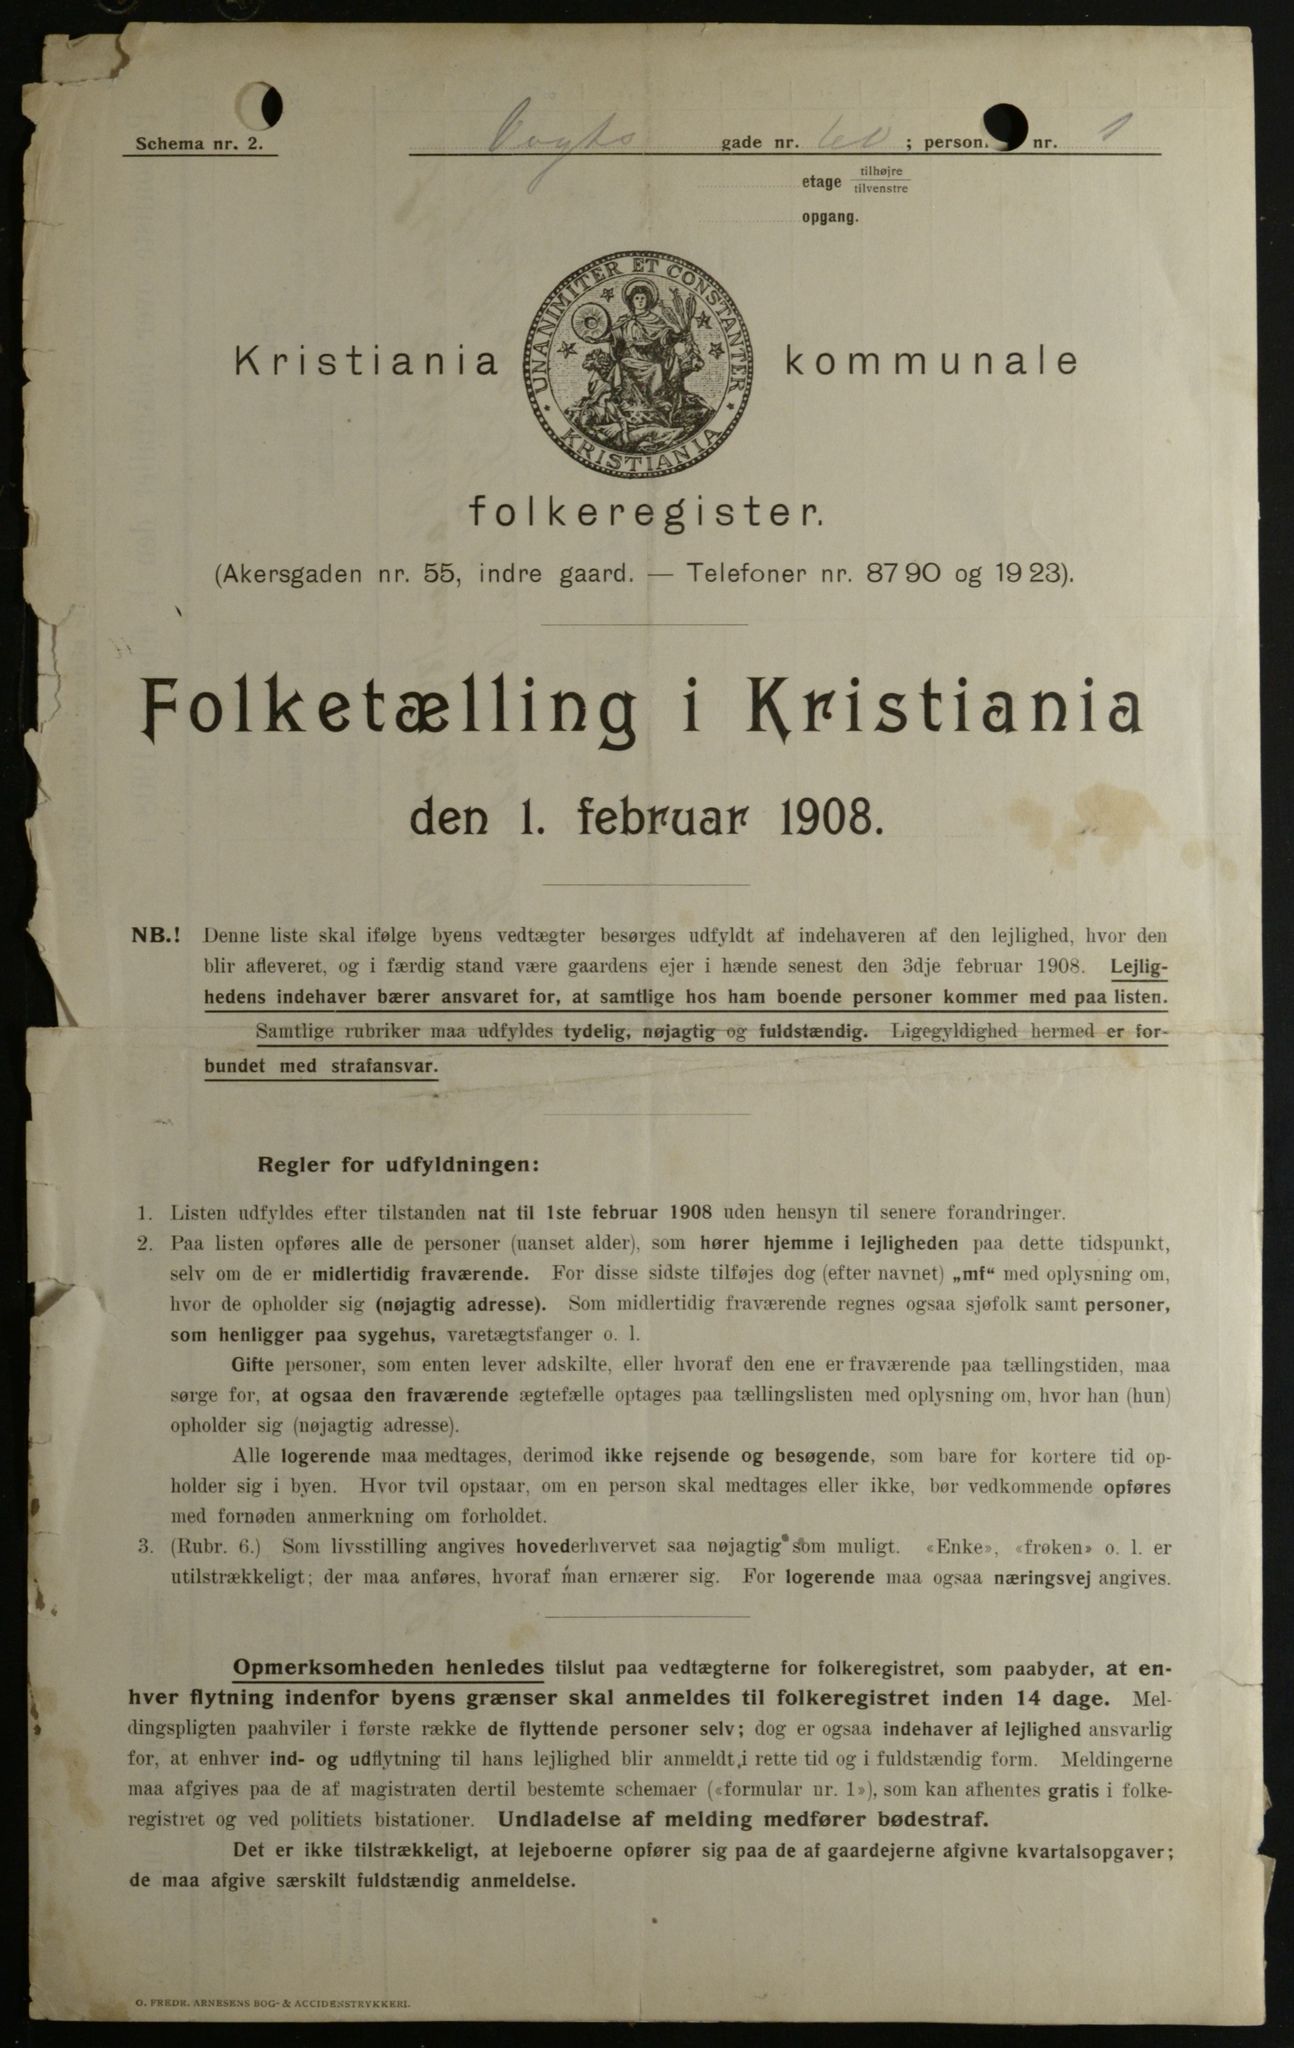 Schema nr. 2.
Vogts gade nr. 60 ; person. nr. 1
etage tilhøjre
tilvenstre
opgang.
UNANIMITER ET CONSTANTER
KRISTIANIA
Kristiania kommunale
folkeregister.
(Akersgaden nr. 55, indre gaard. — Telefoner nr. 87 90 og 19 23).
Folketælling i Kristiania
den 1. februar 1908.
NB.! Denne liste skal ifølge byens vedtægter besørges udfyldt af indehaveren af den lejlighed, hvor den
blir afleveret, og i færdig stand være gaardens ejer i hænde senest den 3dje februar 1908. Lejlig-
hedens indehaver bærer ansvaret for, at samtlige hos ham boende personer kommer med paa listen.
Samtlige rubriker maa udfyldes tydelig, nøjagtig og fuldstændig. Ligegyldighed hermed er for-
bundet med strafansvar.
Regler for udfyldningen:
1. Listen udfyldes efter tilstanden nat til 1ste februar 1908 uden hensyn til senere forandringer.
2. Paa listen opføres alle de personer (uanset alder), som hører hjemme i lejligheden paa dette tidspunkt,
selv om de er midlertidig fraværende. For disse sidste tilføjes dog (efter navnet) „mf“ med oplysning om,
hvor de opholder sig (nøjagtig adresse). Som midlertidig fraværende regnes ogsaa sjøfolk samt personer,
som henligger paa sygehus, varetægtsfanger o. l.
Gifte personer, som enten lever adskilte, eller hvoraf den ene er fraværende paa tællingstiden, maa
sørge for, at ogsaa den fraværende ægtefælle optages paa tællingslisten med oplysning om, hvor han (hun)
opholder sig (nøjagtig adresse).
Alle logerende maa medtages, derimod ikke rejsende og besøgende, som bare for kortere tid op-
holder sig i byen. Hvor tvil opstaar, om en person skal medtages eller ikke, bør vedkommende opføres
med fornøden anmerkning om forholdet.
3. (Rubr. 6.) Som livsstilling angives hovederhvervet saa nøjagtig som muligt. «Enke», «frøken» o. l. er
utilstrækkeligt; der maa anføres, hvoraf man ernærer sig. For logerende maa ogsaa næringsvej angives.
Opmerksomheden henledes tilslut paa vedtægterne for folkeregistret, som paabyder, at en-
hver flytning indenfor byens grænser skal anmeldes til folkeregistret inden 14 dage. Mel-
dingspligten paahviler i første række de flyttende personer selv; dog er ogsaa indehaver af lejlighed ansvarlig
for, at enhver ind- og udflytning til hans lejlighed blir anmeldt i rette tid og i fuldstændig form. Meldingerne
maa afgives paa de af magistraten dertil bestemte schemaer («formular nr. 1»), som kan afhentes gratis i folke-
registret og ved politiets bistationer. Undladelse af melding medfører bødestraf.
Det er ikke tilstrækkeligt, at lejeboerne opfører sig paa de af gaardejerne afgivne kvartalsopgaver;
de maa afgive særskilt fuldstændig anmeldelse.
O. FREDR. ARNESENS BOG- & ACCIDENSTRYKKERI.